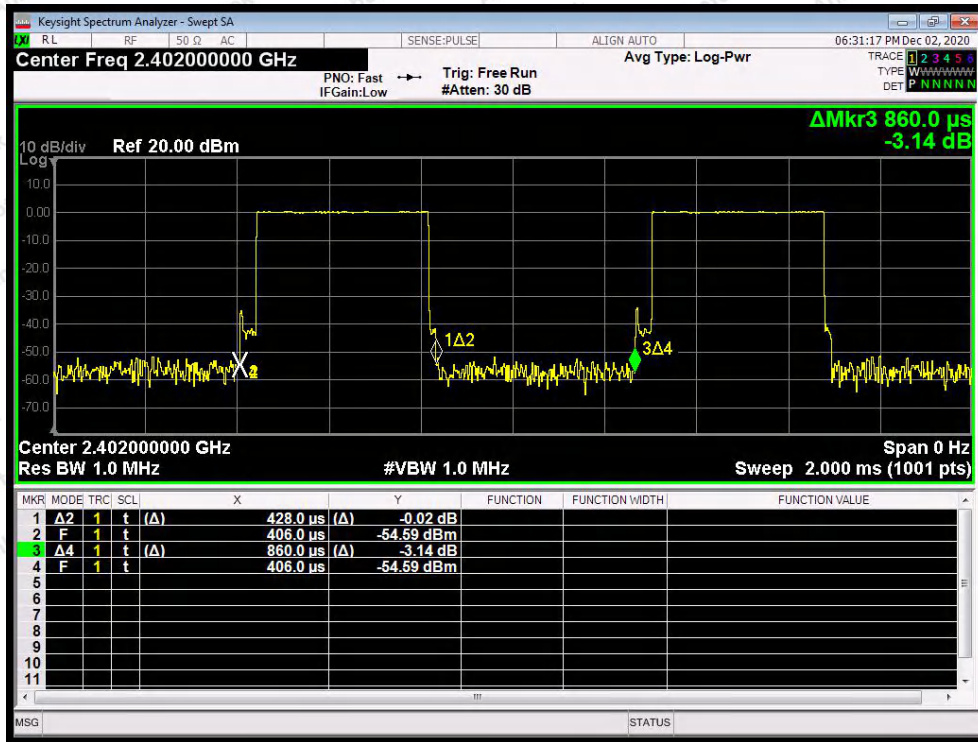 Keysight Spectrum Analyzer - Swept SA
LXI RL RF 50 Ω AC SENSE:PULSE ALIGN AUTO 06:31:17 PM Dec 02, 2020
Center Freq 2.402000000 GHz
PNO: Fast
IFGain:Low
Trig: Free Run
#Atten: 30 dB
Avg Type: Log-Pwr
TRACE 1 2 3 4 5 6
TYPE WWWWWW
DET P N N N N N
ΔMkr3 860.0 µs
-3.14 dB
10 dB/div Ref 20.00 dBm
Log
10.0
0.00
-10.0
-20.0
-30.0
-40.0
-50.0
-60.0
-70.0
1Δ2
3Δ4
Center 2.402000000 GHz Span 0 Hz
Res BW 1.0 MHz #VBW 1.0 MHz Sweep 2.000 ms (1001 pts)
MKR MODE TRC SCL X Y FUNCTION FUNCTION WIDTH FUNCTION VALUE
1 Δ2 1 t (Δ) 428.0 µs (Δ) -0.02 dB
2 F 1 t 406.0 µs -54.59 dBm
3 Δ4 1 t (Δ) 860.0 µs (Δ) -3.14 dB
4 F 1 t 406.0 µs -54.59 dBm
5
6
7
8
9
10
11
MSG STATUS